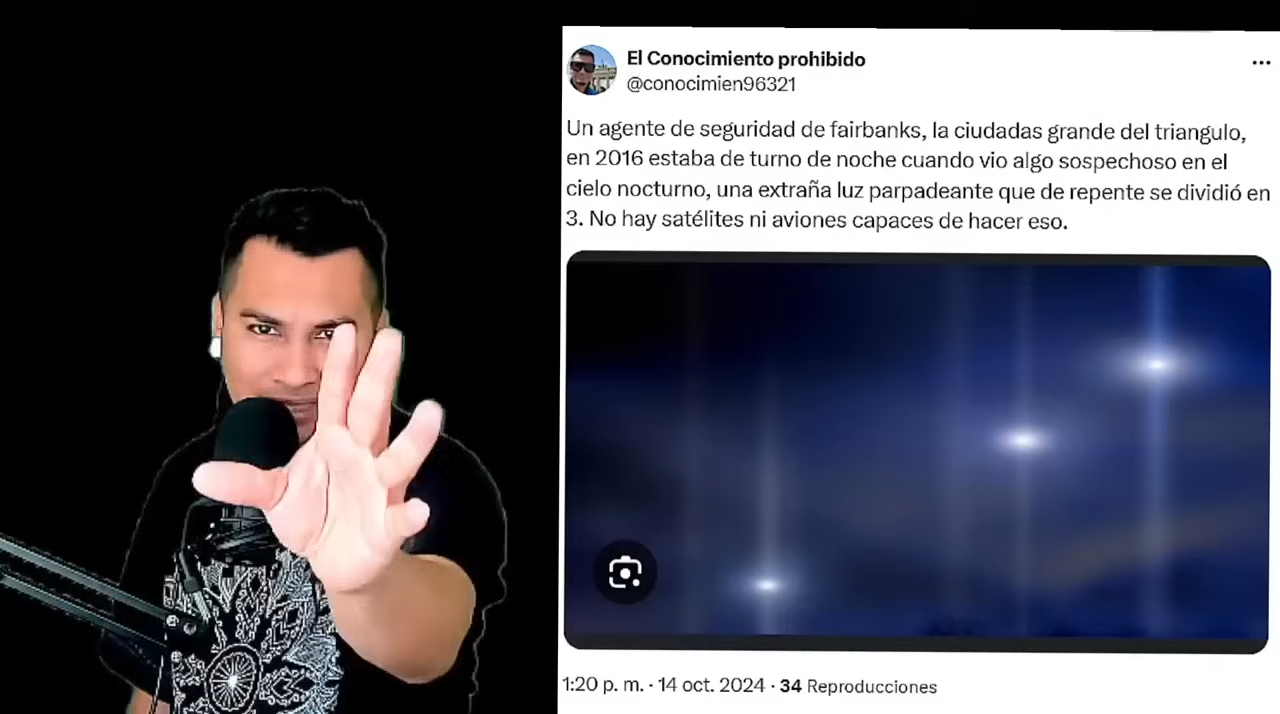 El Conocimiento prohibido
@conocimien96321
Un agente de seguridad de fairbanks, la ciudadas grande del triangulo,
en 2016 estaba de turno de noche cuando vio algo sospechoso en el
cielo nocturno, una extraña luz parpadeante que de repente se dividió en
3. No hay satélites ni aviones capaces de hacer eso.
1:20 p. m. · 14 oct. 2024 · 34 Reproducciones